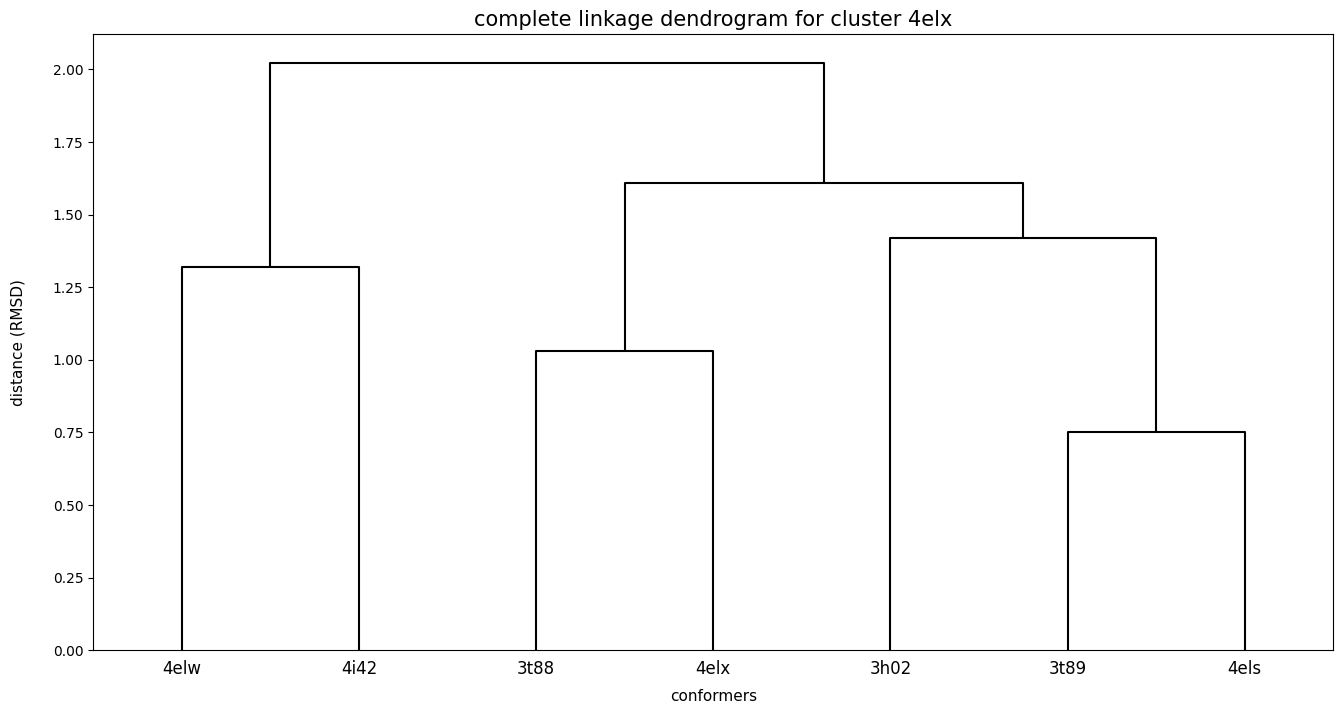 complete linkage dendrogram for cluster 4elx
distance (RMSD)
2.00
1.75
1.50
1.25
1.00
0.75
0.50
0.25
0.00
4elw 4i42 3t88 4elx 3h02 3t89 4els
conformers